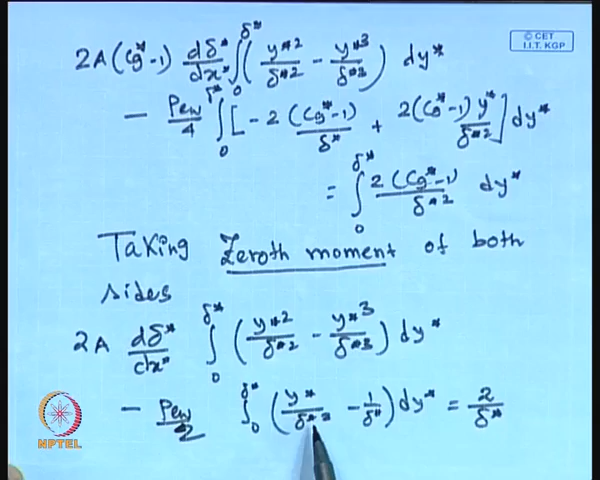 © CET
I.I.T. KGP
2A (Cg* -1) dδ*/dx* ∫₀^δ* (y*²/δ*² - y*³/δ*³) dy*
- Pew/4 ∫₀^δ* [ -2 (Cg*-1)/δ* + 2(Cg*-1) y*/δ*² ] dy*
= ∫₀^δ* 2 (Cg*-1)/δ*² dy*
Taking Zeroth moment of both
sides
2A dδ*/dx* ∫₀^δ* (y*²/δ*² - y*³/δ*³) dy*
- Pew/2 ∫₀^δ* (y*/δ*² - 1/δ*) dy* = 2/δ*
NPTEL